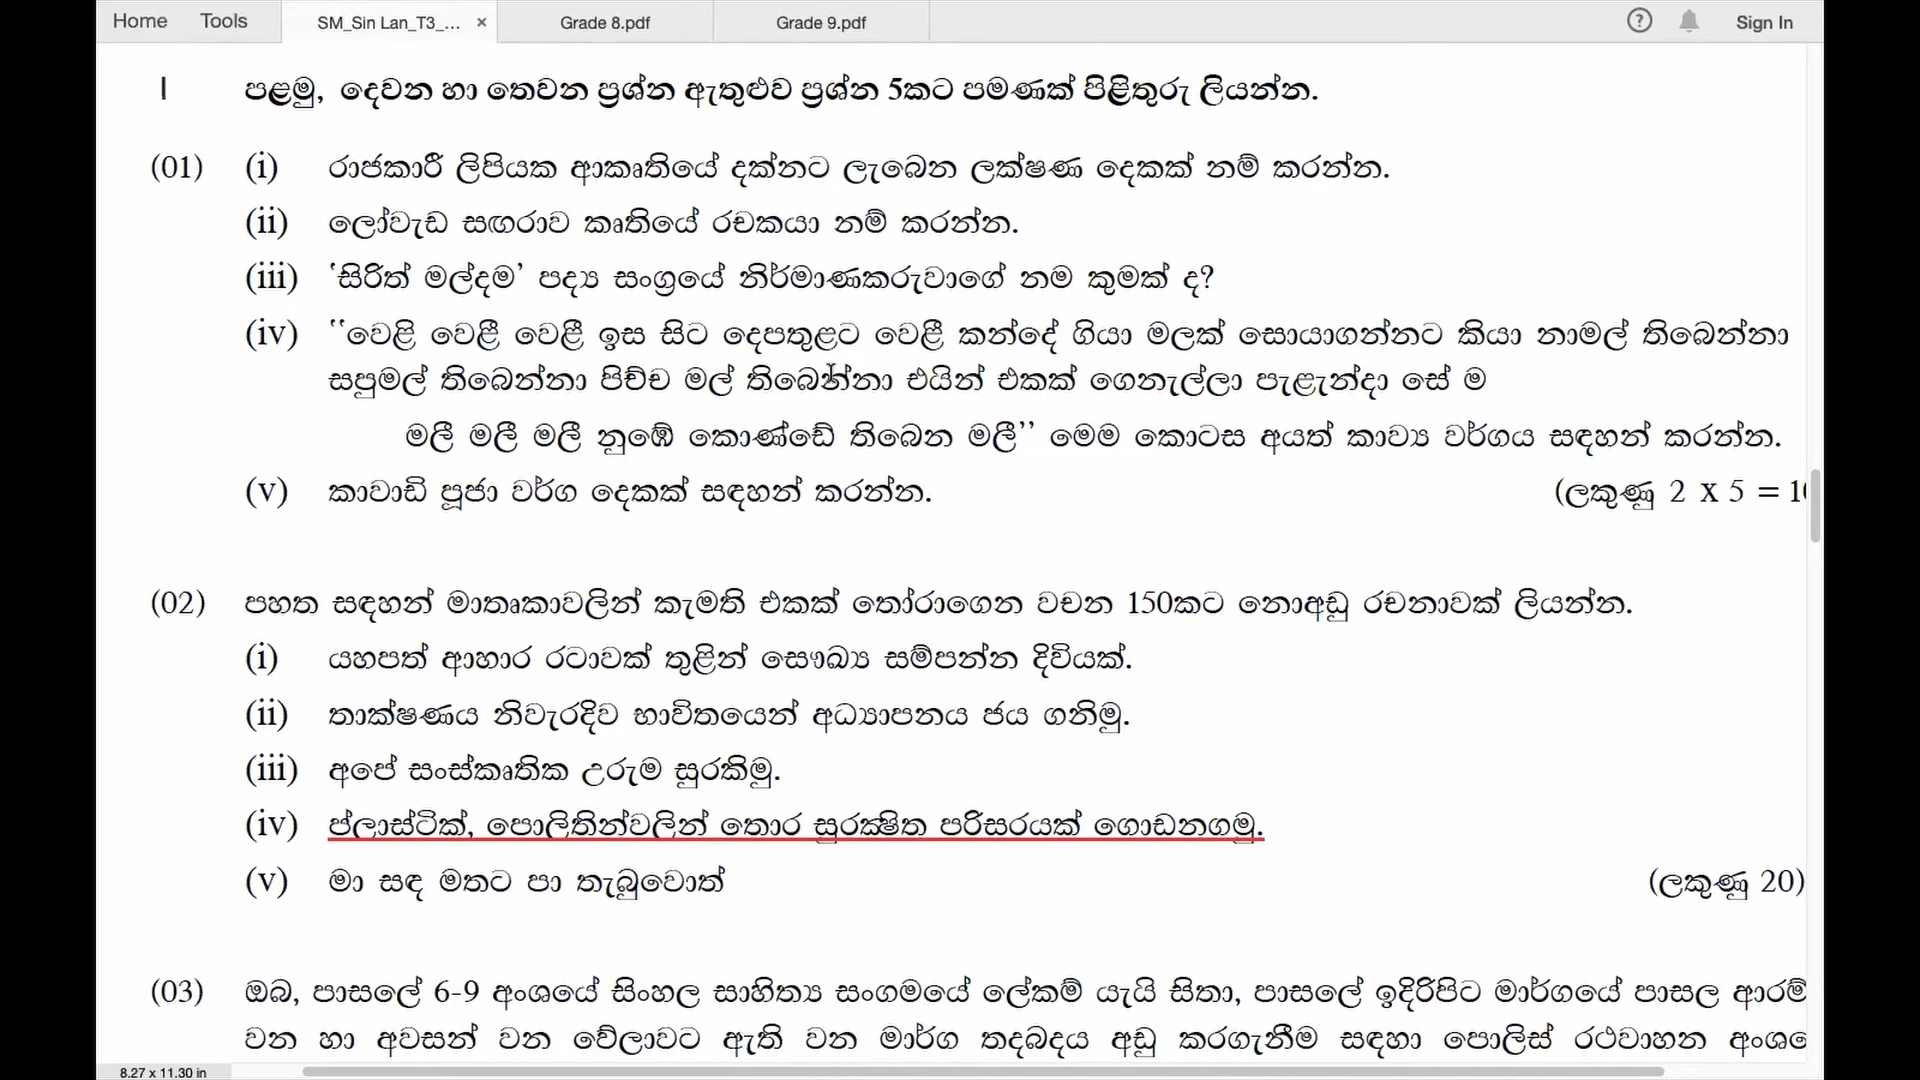 Home Tools SM_Sin Lan_T3_... × Grade 8.pdf Grade 9.pdf ? Sign In
I පළමු, දෙවන හා තෙවන ප්‍රශ්න ඇතුළුව ප්‍රශ්න 5කට පමණක් පිළිතුරු ලියන්න.
(01) (i) රාජකාරී ලිපියක ආකෘතියේ දක්නට ලැබෙන ලක්ෂණ දෙකක් නම් කරන්න.
(ii) ලෝවැඩ සඟරාව කෘතියේ රචකයා නම් කරන්න.
(iii) ‘සිරිත් මල්දම’ පද්‍ය සංග්‍රයේ නිර්මාණකරුවාගේ නම කුමක් ද?
(iv) “වෙළි වෙළී වෙළී ඉස සිට දෙපතුළට වෙළී කන්දේ ගියා මලක් සොයාගන්නට කියා නාමල් තිබෙන්නා
සපුමල් තිබෙන්නා පිච්ච මල් තිබෙන්නා එයින් එකක් ගෙනැල්ලා පැළැන්දා සේ ම
මලී මලී මලී නුඹේ කොණ්ඩේ තිබෙන මලී’’ මෙම කොටස අයත් කාව්‍ය වර්ගය සඳහන් කරන්න.
(v) කාවාඩි පූජා වර්ග දෙකක් සඳහන් කරන්න. (ලකුණු 2 x 5 = 1
(02) පහත සඳහන් මාතෘකාවලින් කැමති එකක් තෝරාගෙන වචන 150කට නොඅඩු රචනාවක් ලියන්න.
(i) යහපත් ආහාර රටාවක් තුළින් සෞඛ්‍ය සම්පන්න දිවියක්.
(ii) තාක්ෂණය නිවැරදිව භාවිතයෙන් අධ්‍යාපනය ජය ගනිමු.
(iii) අපේ සංස්කෘතික උරුම සුරකිමු.
(iv) ප්ලාස්ටික්, පොලිතින්වලින් තොර සුරක්‍ෂිත පරිසරයක් ගොඩනගමු.
(v) මා සඳ මතට පා තැබුවොත් (ලකුණු 20)
(03) ඔබ, පාසලේ 6-9 අංශයේ සිංහල සාහිත්‍ය සංගමයේ ලේකම් යැයි සිතා, පාසලේ ඉදිරිපිට මාර්ගයේ පාසල ආරම්
වන හා අවසන් වන වේලාවට ඇති වන මාර්ග තදබදය අඩු කරගැනීම සඳහා පොලිස් රථවාහන අංශ
8.27 x 11.30 in